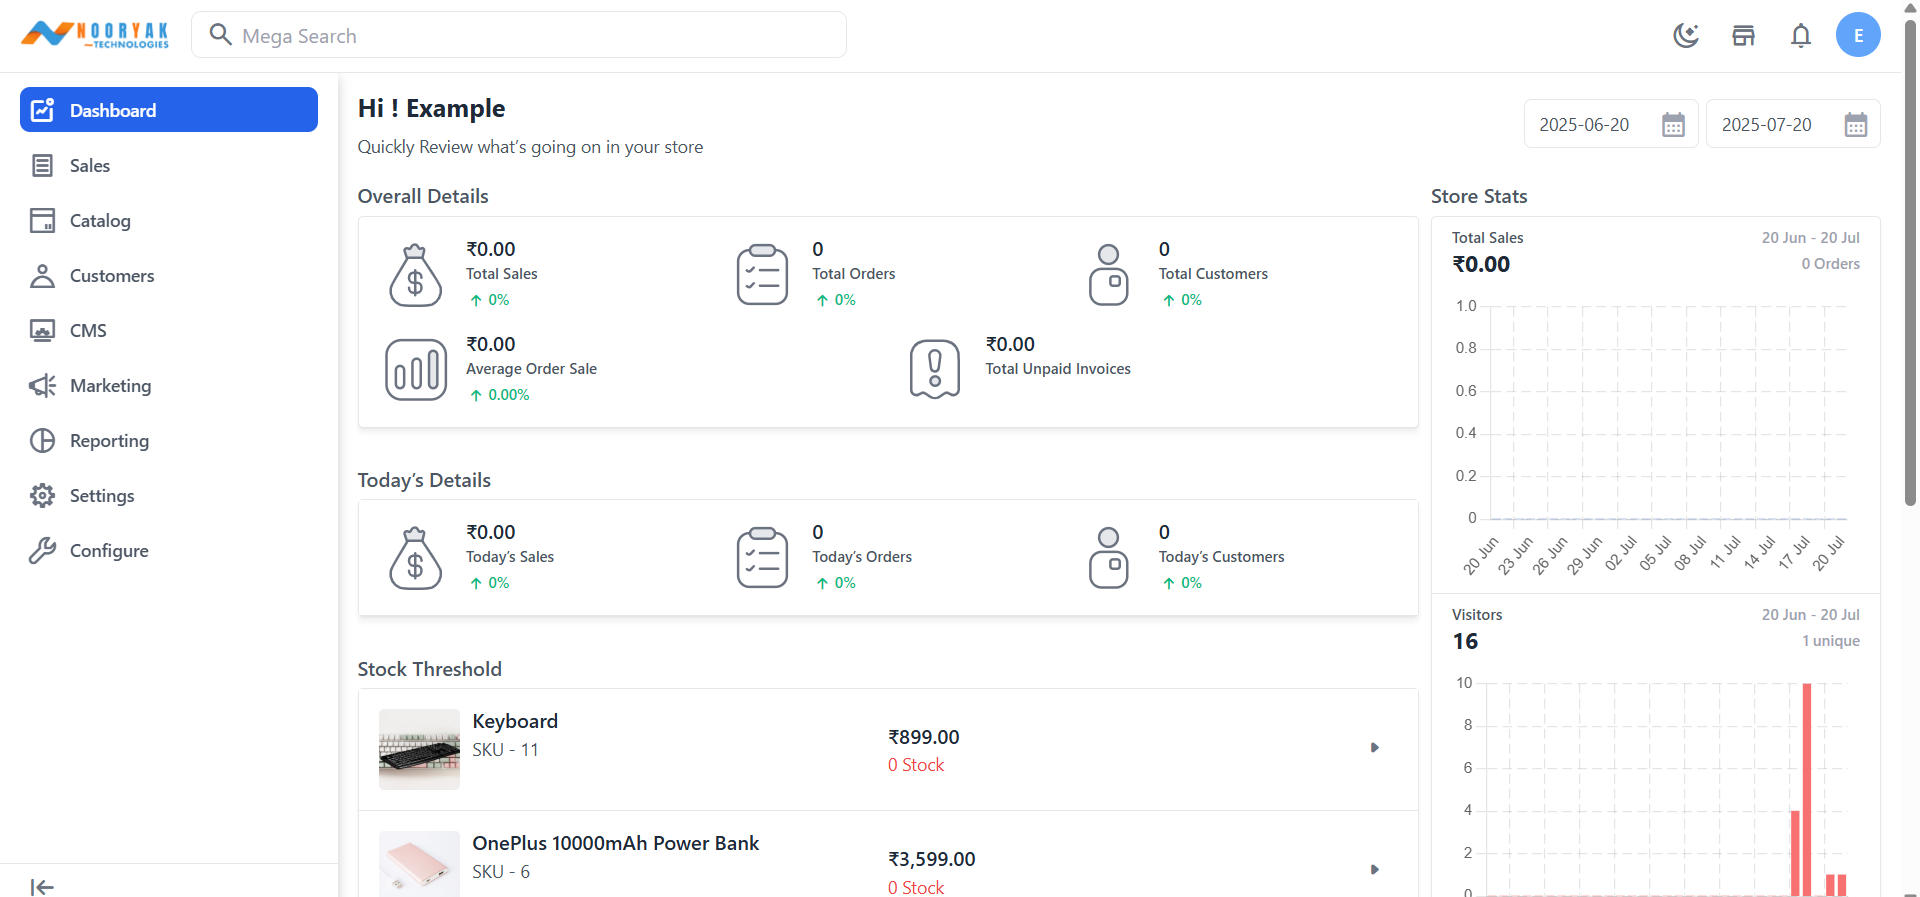 NOORYAK
TECHNOLOGIES
Mega Search
E
Dashboard
Sales
Catalog
Customers
CMS
Marketing
Reporting
Settings
Configure
Hi ! Example
Quickly Review what’s going on in your store
2025-06-20
2025-07-20
Overall Details
₹0.00
Total Sales
0%
0
Total Orders
0%
0
Total Customers
0%
₹0.00
Average Order Sale
0.00%
₹0.00
Total Unpaid Invoices
Today’s Details
₹0.00
Today’s Sales
0%
0
Today’s Orders
0%
0
Today’s Customers
0%
Stock Threshold
Keyboard
SKU - 11
₹899.00
0 Stock
OnePlus 10000mAh Power Bank
SKU - 6
₹3,599.00
0 Stock
Store Stats
Total Sales
20 Jun - 20 Jul
₹0.00
0 Orders
1.0
0.8
0.6
0.4
0.2
0
20 Jun
23 Jun
26 Jun
29 Jun
02 Jul
05 Jul
08 Jul
11 Jul
14 Jul
17 Jul
20 Jul
Visitors
20 Jun - 20 Jul
16
1 unique
10
8
6
4
2
0